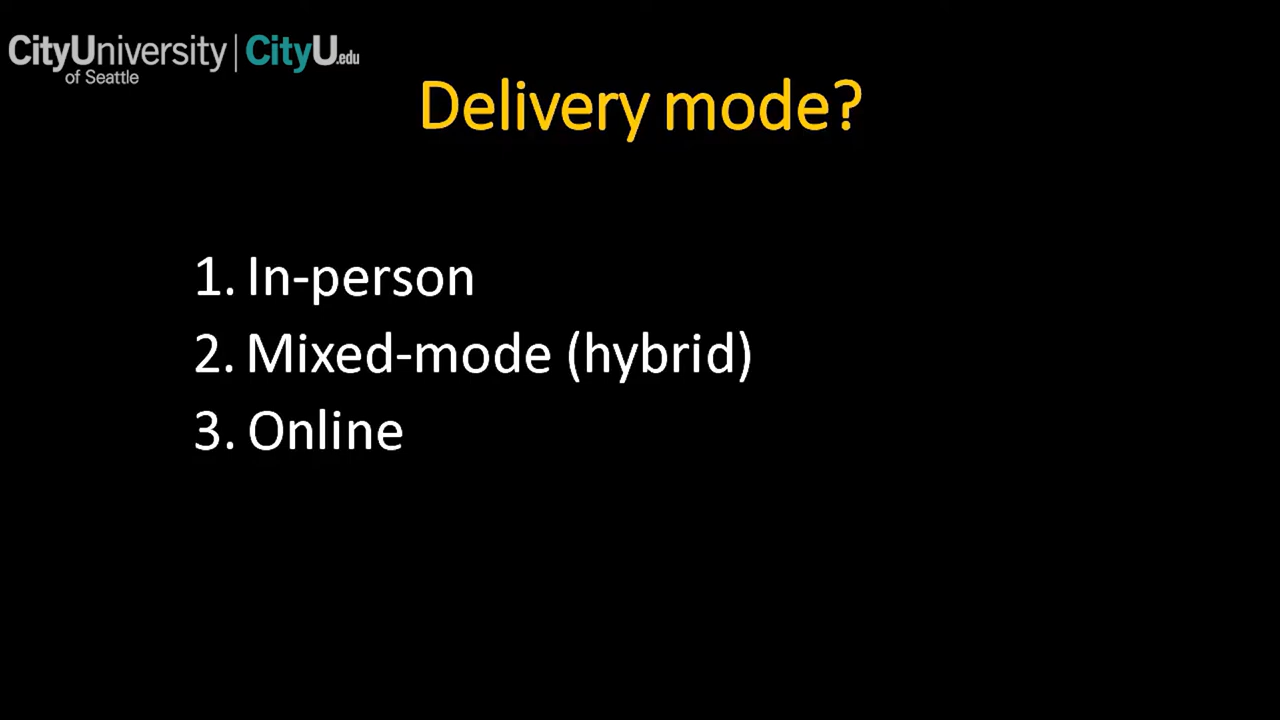 CityUniversity | CityU.edu
of Seattle
Delivery mode?
1. In-person
2. Mixed-mode (hybrid)
3. Online